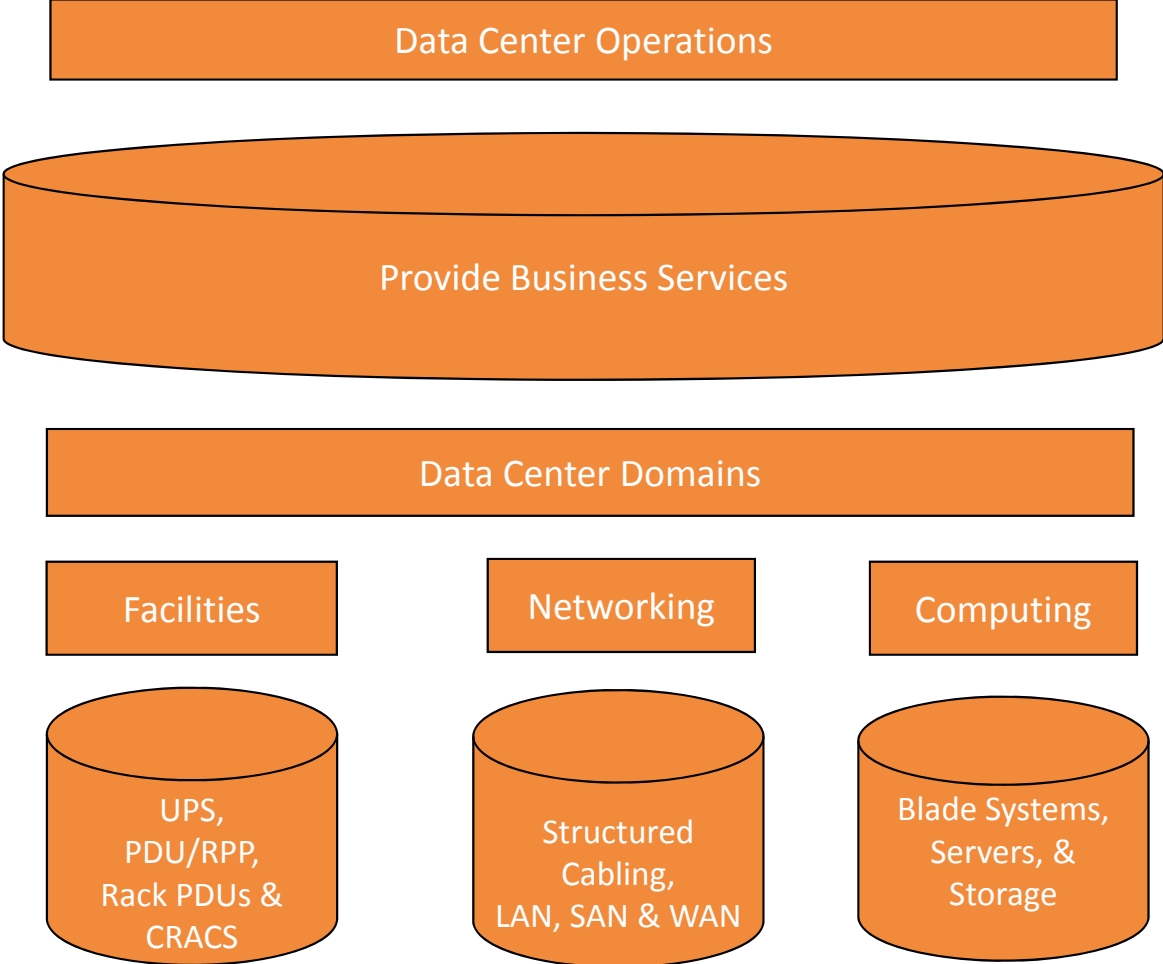 Data Center Operations
Provide Business Services
Data Center Domains
Facilities
Networking
Computing
UPS,
PDU/RPP,
Rack PDUs &
CRACS
Structured
Cabling,
LAN, SAN & WAN
Blade Systems,
Servers, &
Storage